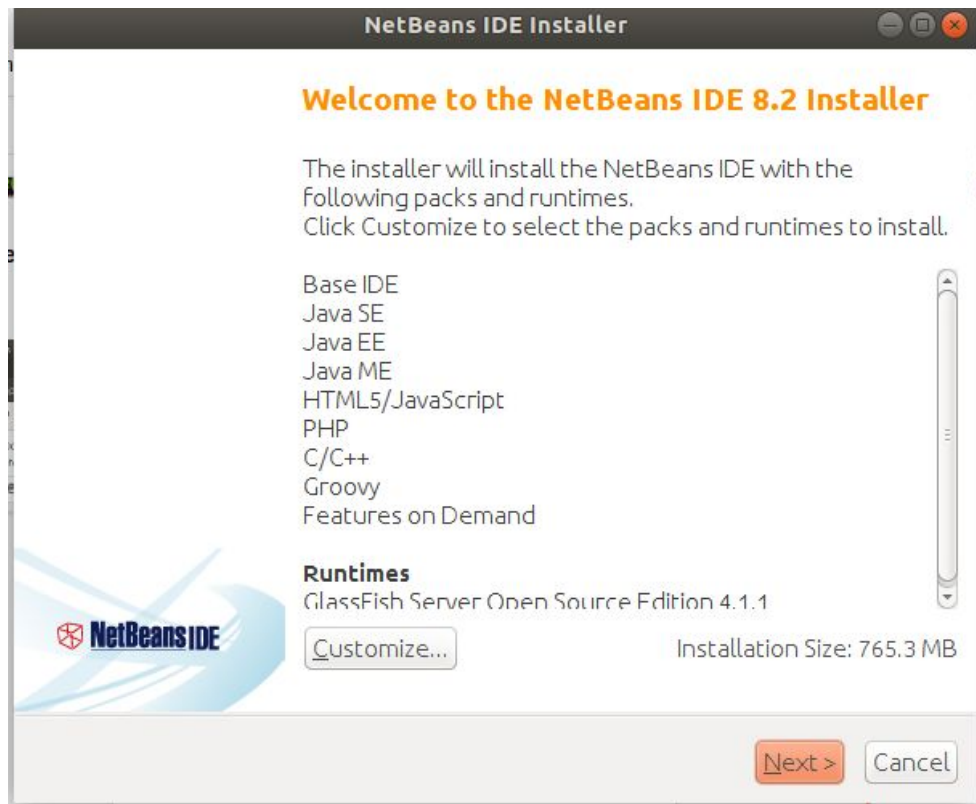 NetBeans IDE Installer
Welcome to the NetBeans IDE 8.2 Installer
The installer will install the NetBeans IDE with the
following packs and runtimes.
Click Customize to select the packs and runtimes to install.
Base IDE
Java SE
Java EE
Java ME
HTML5/JavaScript
PHP
C/C++
Groovy
Features on Demand
Runtimes
GlassFish Server Open Source Edition 4.1.1
NetBeans IDE
Customize...
Installation Size: 765.3 MB
Next >
Cancel